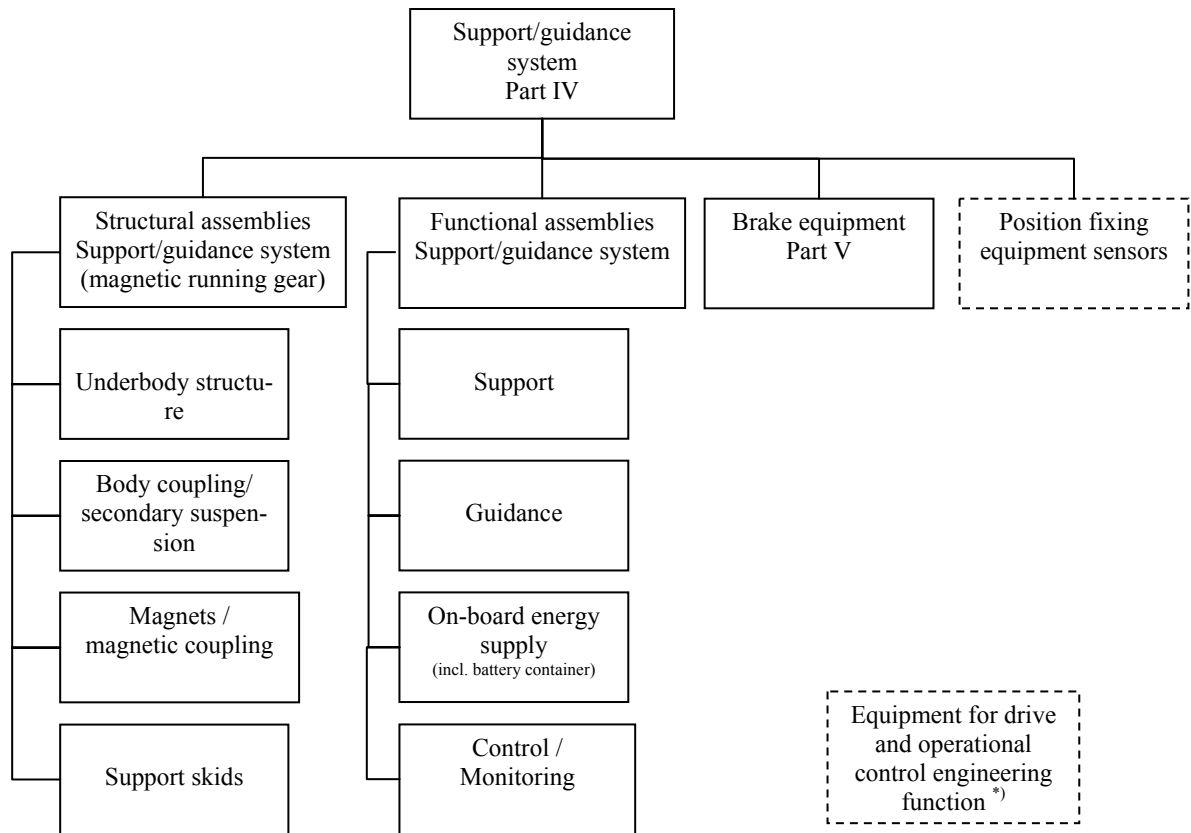 Support/guidance
system
Part IV
Structural assemblies
Support/guidance system
(magnetic running gear)
Functional assemblies
Support/guidance system
Brake equipment
Part V
Position fixing
equipment sensors
Underbody structu-
re
Support
Body coupling/
secondary suspen-
sion
Guidance
Magnets /
magnetic coupling
On-board energy
supply
(incl. battery container)
Support skids
Control /
Monitoring
Equipment for drive
and operational
control engineering
function *)